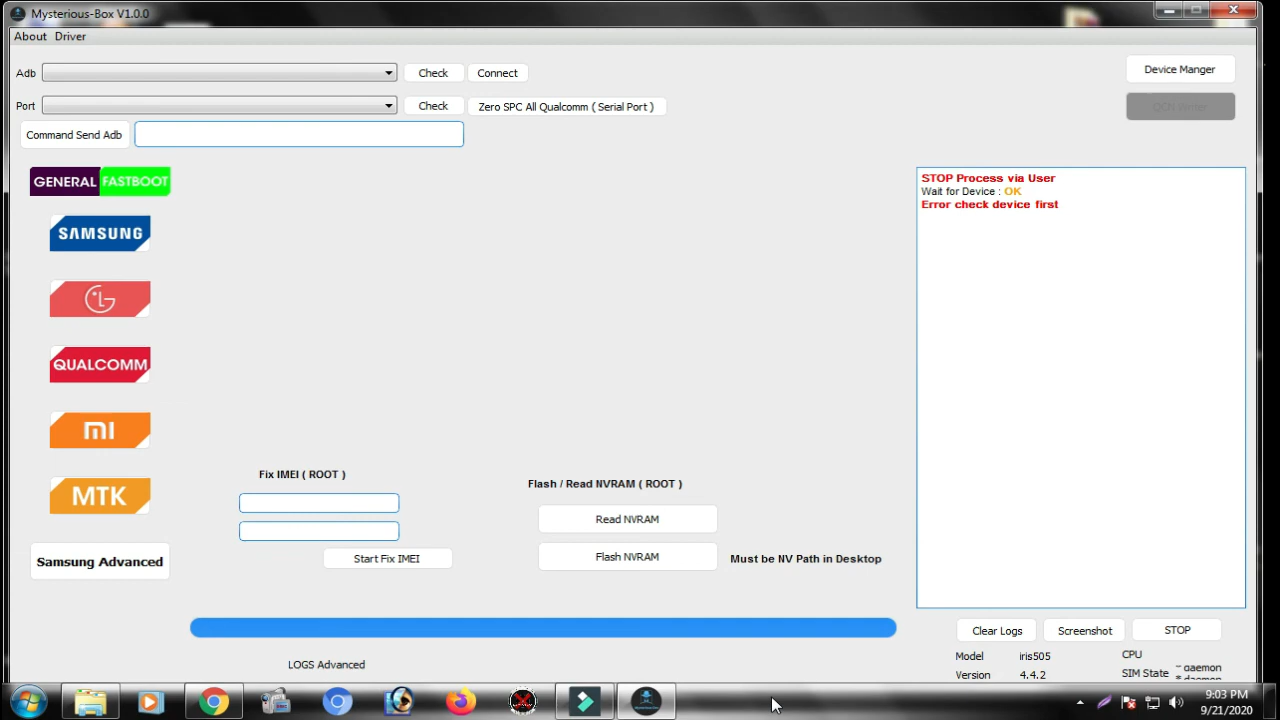 Mysterious-Box V1.0.0
About Driver
Adb Check Connect Device Manger
Port Check Zero SPC All Qualcomm ( Serial Port )
Command Send Adb
GENERAL FASTBOOT
SAMSUNG
LG
QUALCOMM
MI
MTK
Samsung Advanced
Fix IMEI ( ROOT )
Start Fix IMEI
Flash / Read NVRAM ( ROOT )
Read NVRAM
Flash NVRAM Must be NV Path in Desktop
LOGS Advanced
STOP Process via User
Wait for Device : OK
Error check device first
Clear Logs Screenshot STOP
Model iris505 CPU
Version 4.4.2 SIM State - daemon
* daemon
9:03 PM
9/21/2020